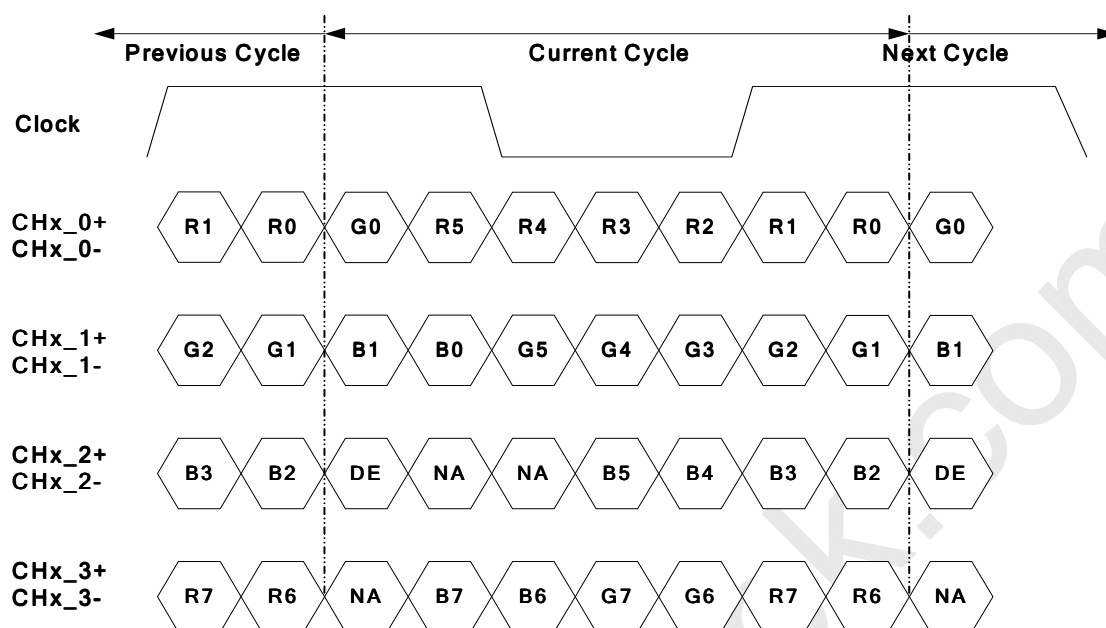 Previous Cycle Current Cycle Next Cycle
Clock
CHx_0+
CHx_0-
R1 R0 G0 R5 R4 R3 R2 R1 R0 G0
CHx_1+
CHx_1-
G2 G1 B1 B0 G5 G4 G3 G2 G1 B1
CHx_2+
CHx_2-
B3 B2 DE NA NA B5 B4 B3 B2 DE
CHx_3+
CHx_3-
R7 R6 NA B7 B6 G7 G6 R7 R6 NA
k.com